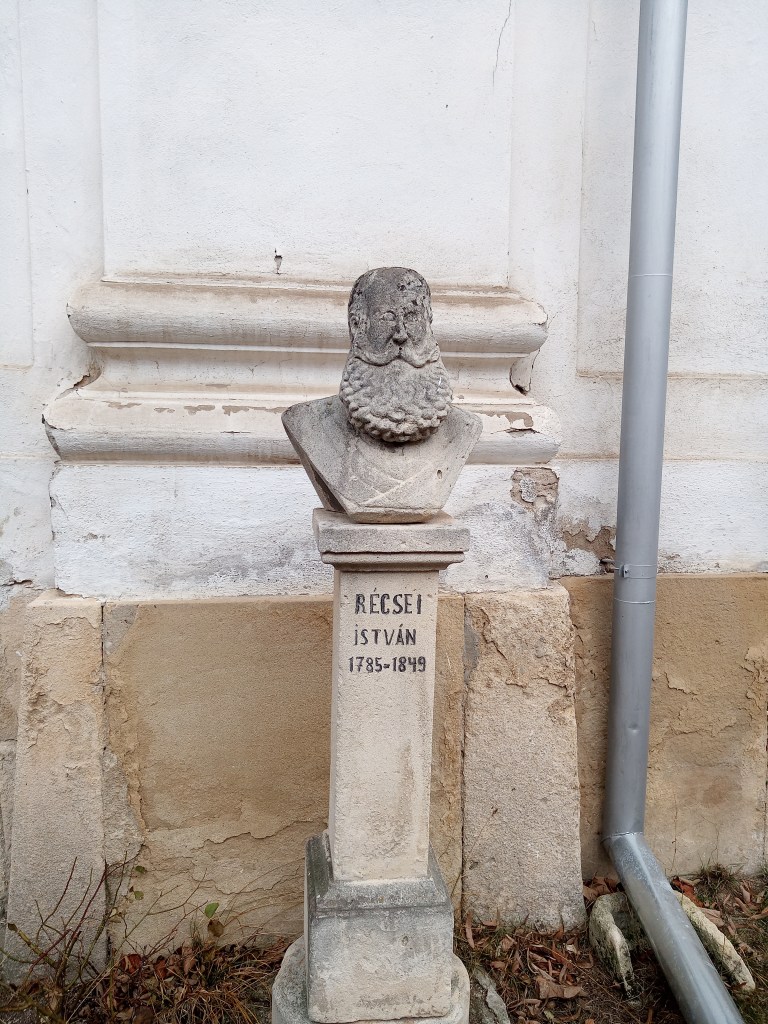 RÉCSEI
iSTVÁN
1785-1849